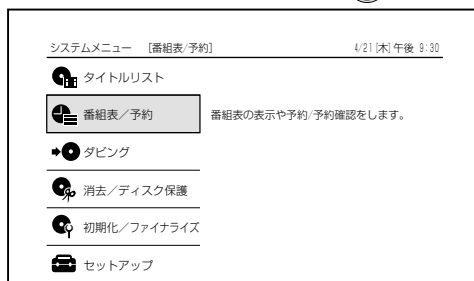 システムメニュー [番組表/予約] 4/21[木]午後 9:30
タイトルリスト
番組表／予約 番組表の表示や予約/予約確認をします。
ダビング
消去／ディスク保護
初期化／ファイナライズ
セットアップ